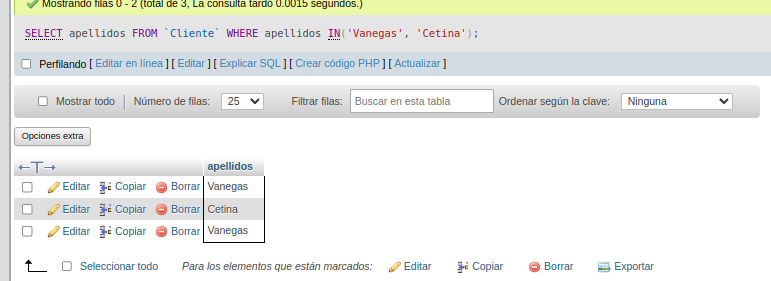 Mostrando filas 0 - 2 (total de 3, La consulta tardó 0.0015 segundos.)
SELECT apellidos FROM `Cliente` WHERE apellidos IN('Vanegas', 'Cetina');
Perfilando [ Editar en línea ] [ Editar ] [ Explicar SQL ] [ Crear código PHP ] [ Actualizar ]
Mostrar todo | Número de filas: 25 Filtrar filas: Buscar en esta tabla Ordenar según la clave: Ninguna
Opciones extra
←T→ apellidos
Editar Copiar Borrar Vanegas
Editar Copiar Borrar Cetina
Editar Copiar Borrar Vanegas
Seleccionar todo Para los elementos que están marcados: Editar Copiar Borrar Exportar